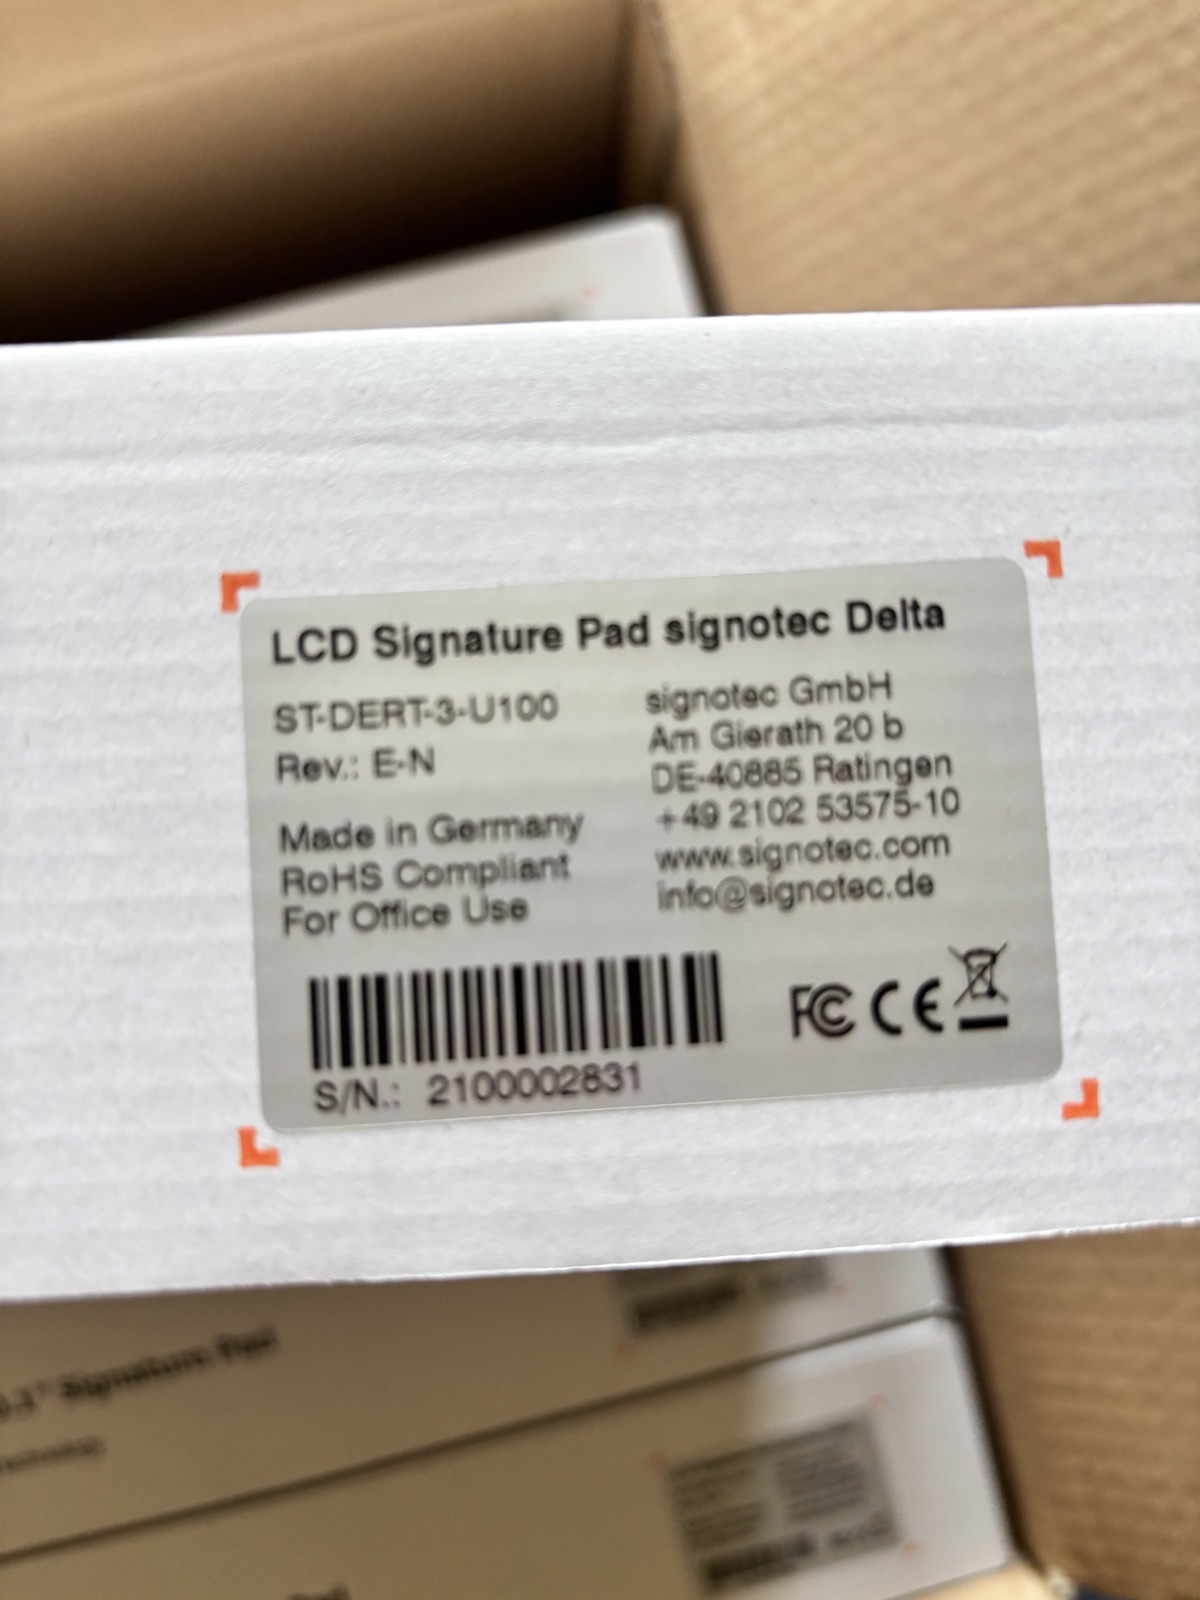 LCD Signature Pad signotec Delta
ST-DERT-3-U100
Rev.: E-N
Made in Germany
RoHS Compliant
For Office Use
signotec GmbH
Am Gierath 20 b
DE-40885 Ratingen
+49 2102 53575-10
www.signotec.com
info@signotec.de
FC CE
S/N.: 2100002831
Signature Pad